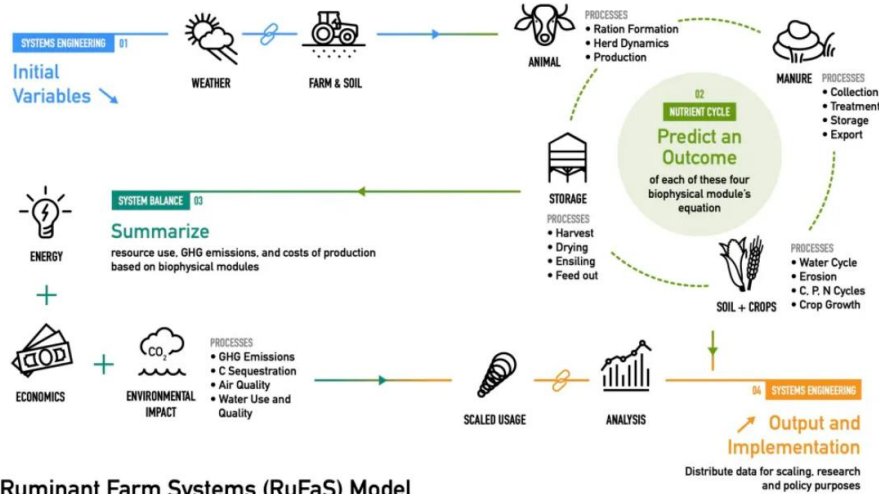 SYSTEMS ENGINEERING 01
Initial
Variables
WEATHER
FARM & SOIL
ANIMAL
PROCESSES
• Ration Formation
• Herd Dynamics
• Production
MANURE
PROCESSES
• Collection
• Treatment
• Storage
• Export
02
NUTRIENT CYCLE
Predict an
Outcome
of each of these four
biophysical module's
equation
STORAGE
PROCESSES
• Harvest
• Drying
• Ensiling
• Feed out
SOIL + CROPS
PROCESSES
• Water Cycle
• Erosion
• C, P, N Cycles
• Crop Growth
SYSTEM BALANCE 03
Summarize
resource use, GHG emissions, and costs of production
based on biophysical modules
ENERGY
+
ECONOMICS
+
CO2
ENVIRONMENTAL
IMPACT
PROCESSES
• GHG Emissions
• C Sequestration
• Air Quality
• Water Use and
Quality
SCALED USAGE
ANALYSIS
04 SYSTEMS ENGINEERING
Output and
Implementation
Distribute data for scaling, research
and policy purposes
Ruminant Farm Systems (RuFaS) Model